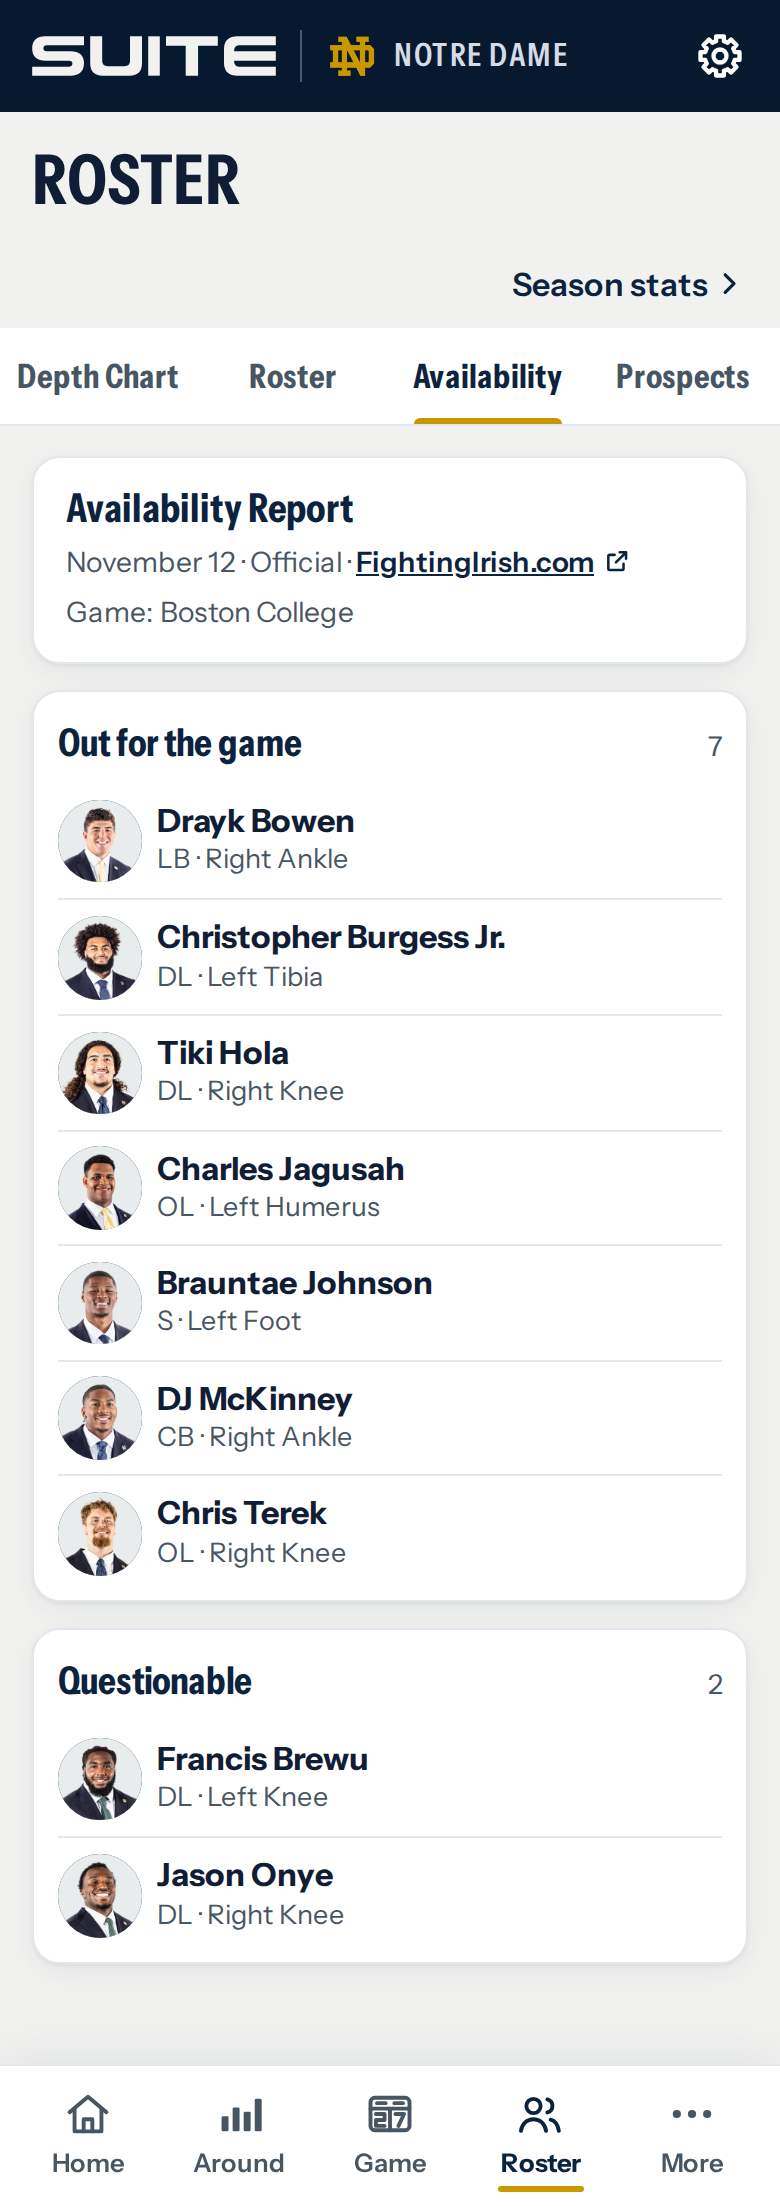 SUITE
ND
NOTRE DAME
ROSTER
Season stats
Depth Chart
Roster
Availability
Prospects
Availability Report
November 12 · Official · FightingIrish.com
Game: Boston College
Out for the game
7
Drayk Bowen
LB · Right Ankle
Christopher Burgess Jr.
DL · Left Tibia
Tiki Hola
DL · Right Knee
Charles Jagusah
OL · Left Humerus
Brauntae Johnson
S · Left Foot
DJ McKinney
CB · Right Ankle
Chris Terek
OL · Right Knee
Questionable
2
Francis Brewu
DL · Left Knee
Jason Onye
DL · Right Knee
27
Home
Around
Game
Roster
More